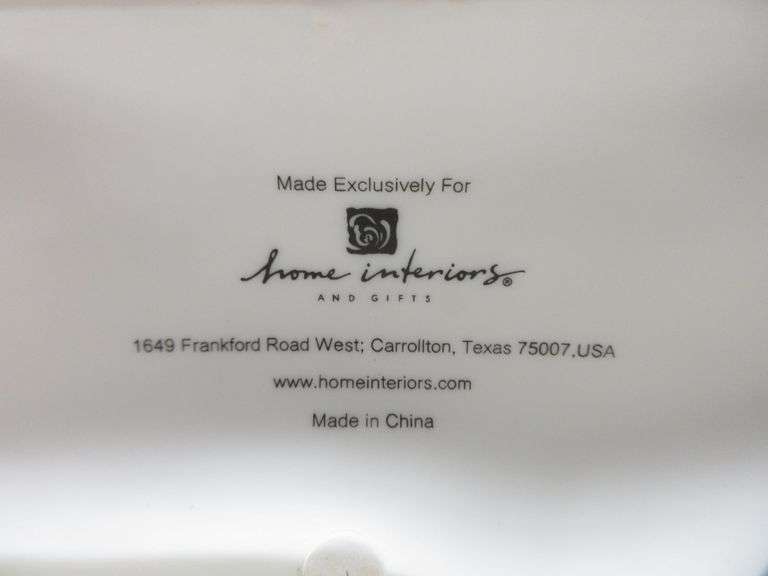 Made Exclusively For
home interiors®
AND GIFTS
1649 Frankford Road West; Carrollton, Texas 75007,USA
www.homeinteriors.com
Made in China